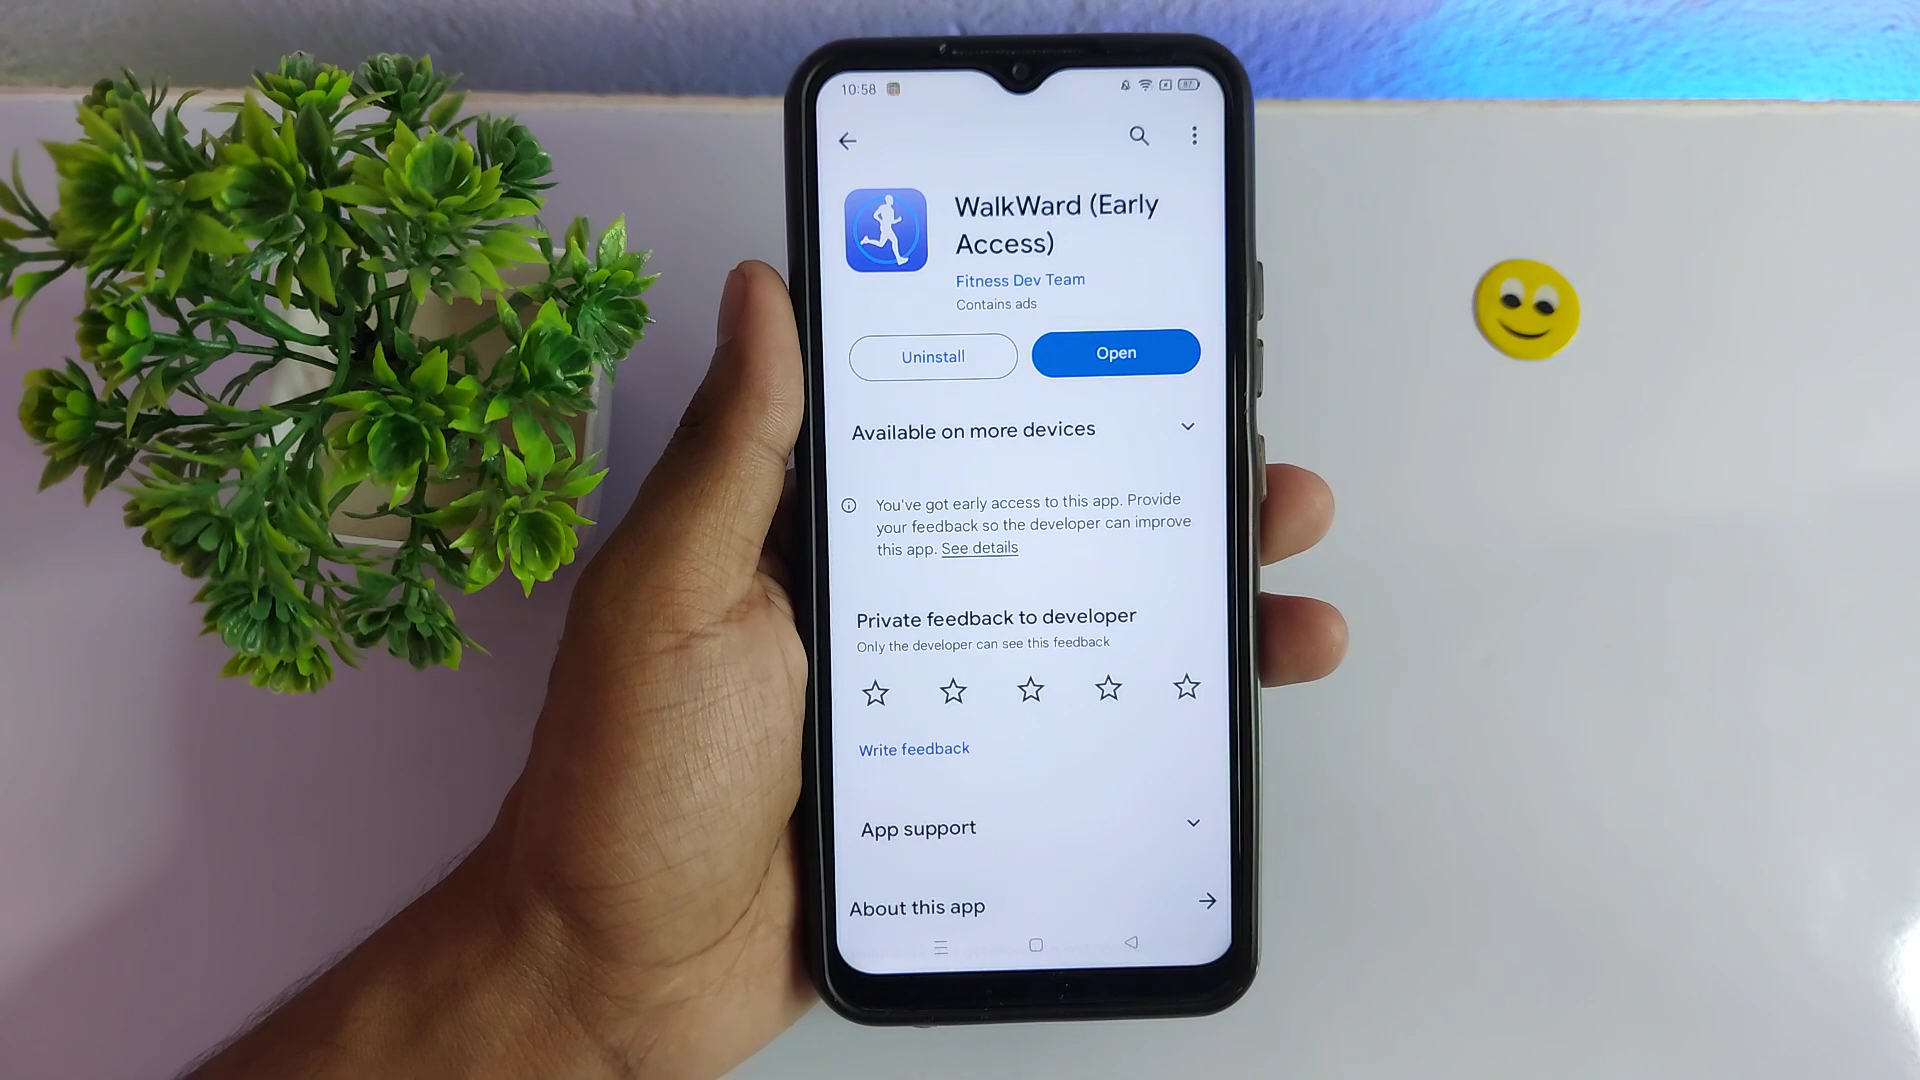 10:58
87
WalkWard (Early
Access)
Fitness Dev Team
Contains ads
Uninstall
Open
Available on more devices
You've got early access to this app. Provide
your feedback so the developer can improve
this app. See details
Private feedback to developer
Only the developer can see this feedback
Write feedback
App support
About this app